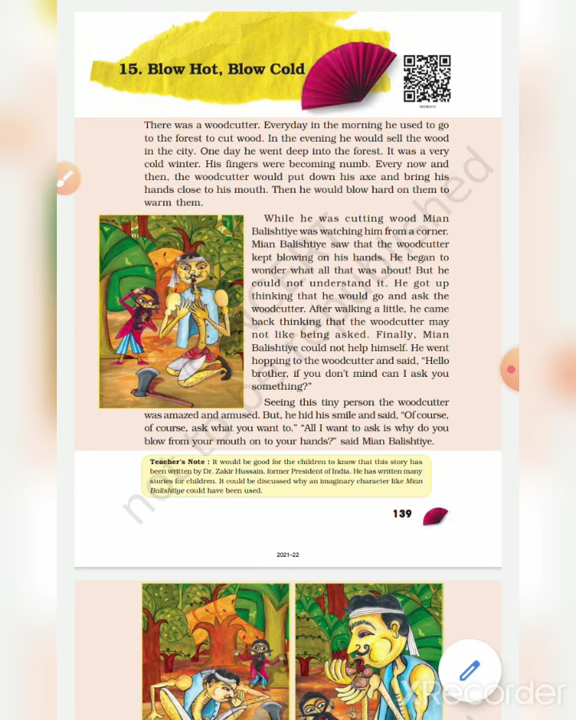 15. Blow Hot, Blow Cold
There was a woodcutter. Everyday in the morning he used to go
to the forest to cut wood. In the evening he would sell the wood
in the city. One day he went deep into the forest. It was a very
cold winter. His fingers were becoming numb. Every now and
then, the woodcutter would put down his axe and bring his
hands close to his mouth. Then he would blow hard on them to
warm them.
While he was cutting wood Mian
Balishtiye was watching him from a corner.
Mian Balishtiye saw that the woodcutter
kept blowing on his hands. He began to
wonder what all that was about! But he
could not understand it. He got up
thinking that he would go and ask the
woodcutter. After walking a little, he came
back thinking that the woodcutter may
not like being asked. Finally, Mian
Balishtiye could not help himself. He went
hopping to the woodcutter and said, “Hello
brother, if you don't mind can I ask you
something?”
Seeing this tiny person the woodcutter
was amazed and amused. But, he hid his smile and said, “Of course,
of course, ask what you want to.” “All I want to ask is why do you
blow from your mouth on to your hands?” said Mian Balishtiye.
Teacher's Note : It would be good for the children to know that this story has
been written by Dr. Zakir Hussain, former President of India. He has written many
stories for children. It could be discussed why an imaginary character like Mian
Balishtiye could have been used.
139
2021–22
not to be republished
XRecorder